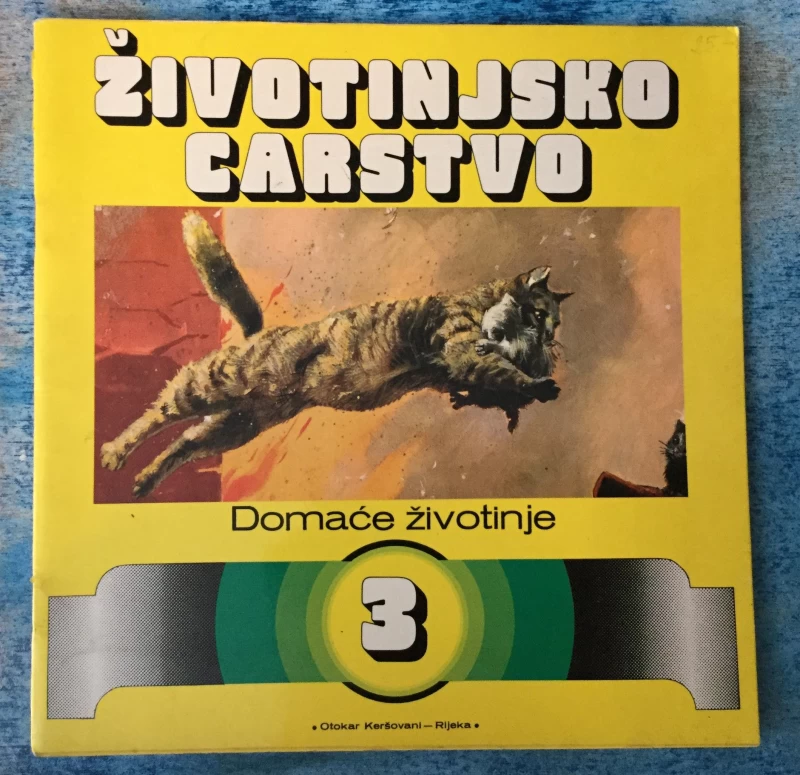 ŽIVOTINJSKO
CARSTVO
Domaće životinje
3
• Otokar Keršovani — Rijeka •